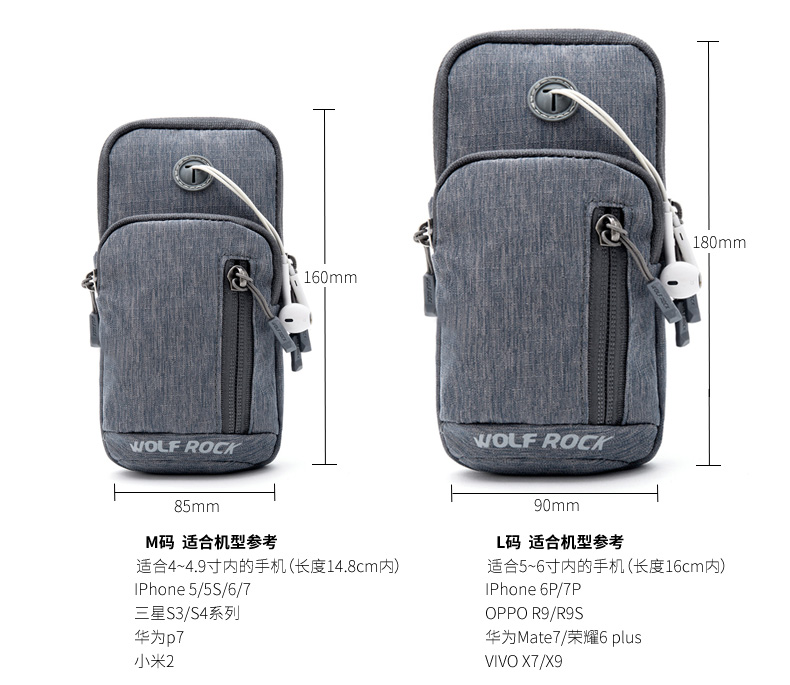 160mm
180mm
WOLF ROCK
WOLF ROCK
85mm
90mm
M码 适合机型参考
适合4~4.9寸内的手机（长度14.8cm内）
IPhone 5/5S/6/7
三星S3/S4系列
华为p7
小米2
L码 适合机型参考
适合5~6寸内的手机（长度16cm内）
IPhone 6P/7P
OPPO R9/R9S
华为Mate7/荣耀6 plus
VIVO X7/X9